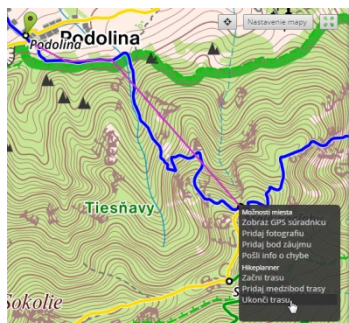 Nastavenie mapy
Podolina
Podolina
Tiesňavy
Možnosti miesta
Zobraz GPS súradnicu
Pridaj fotografiu
Pridaj bod záujmu
Pošli info o chybe
Hikeplanner
Začni trasu
Pridaj medzibod trasy
Ukonči trasu
Sokolie